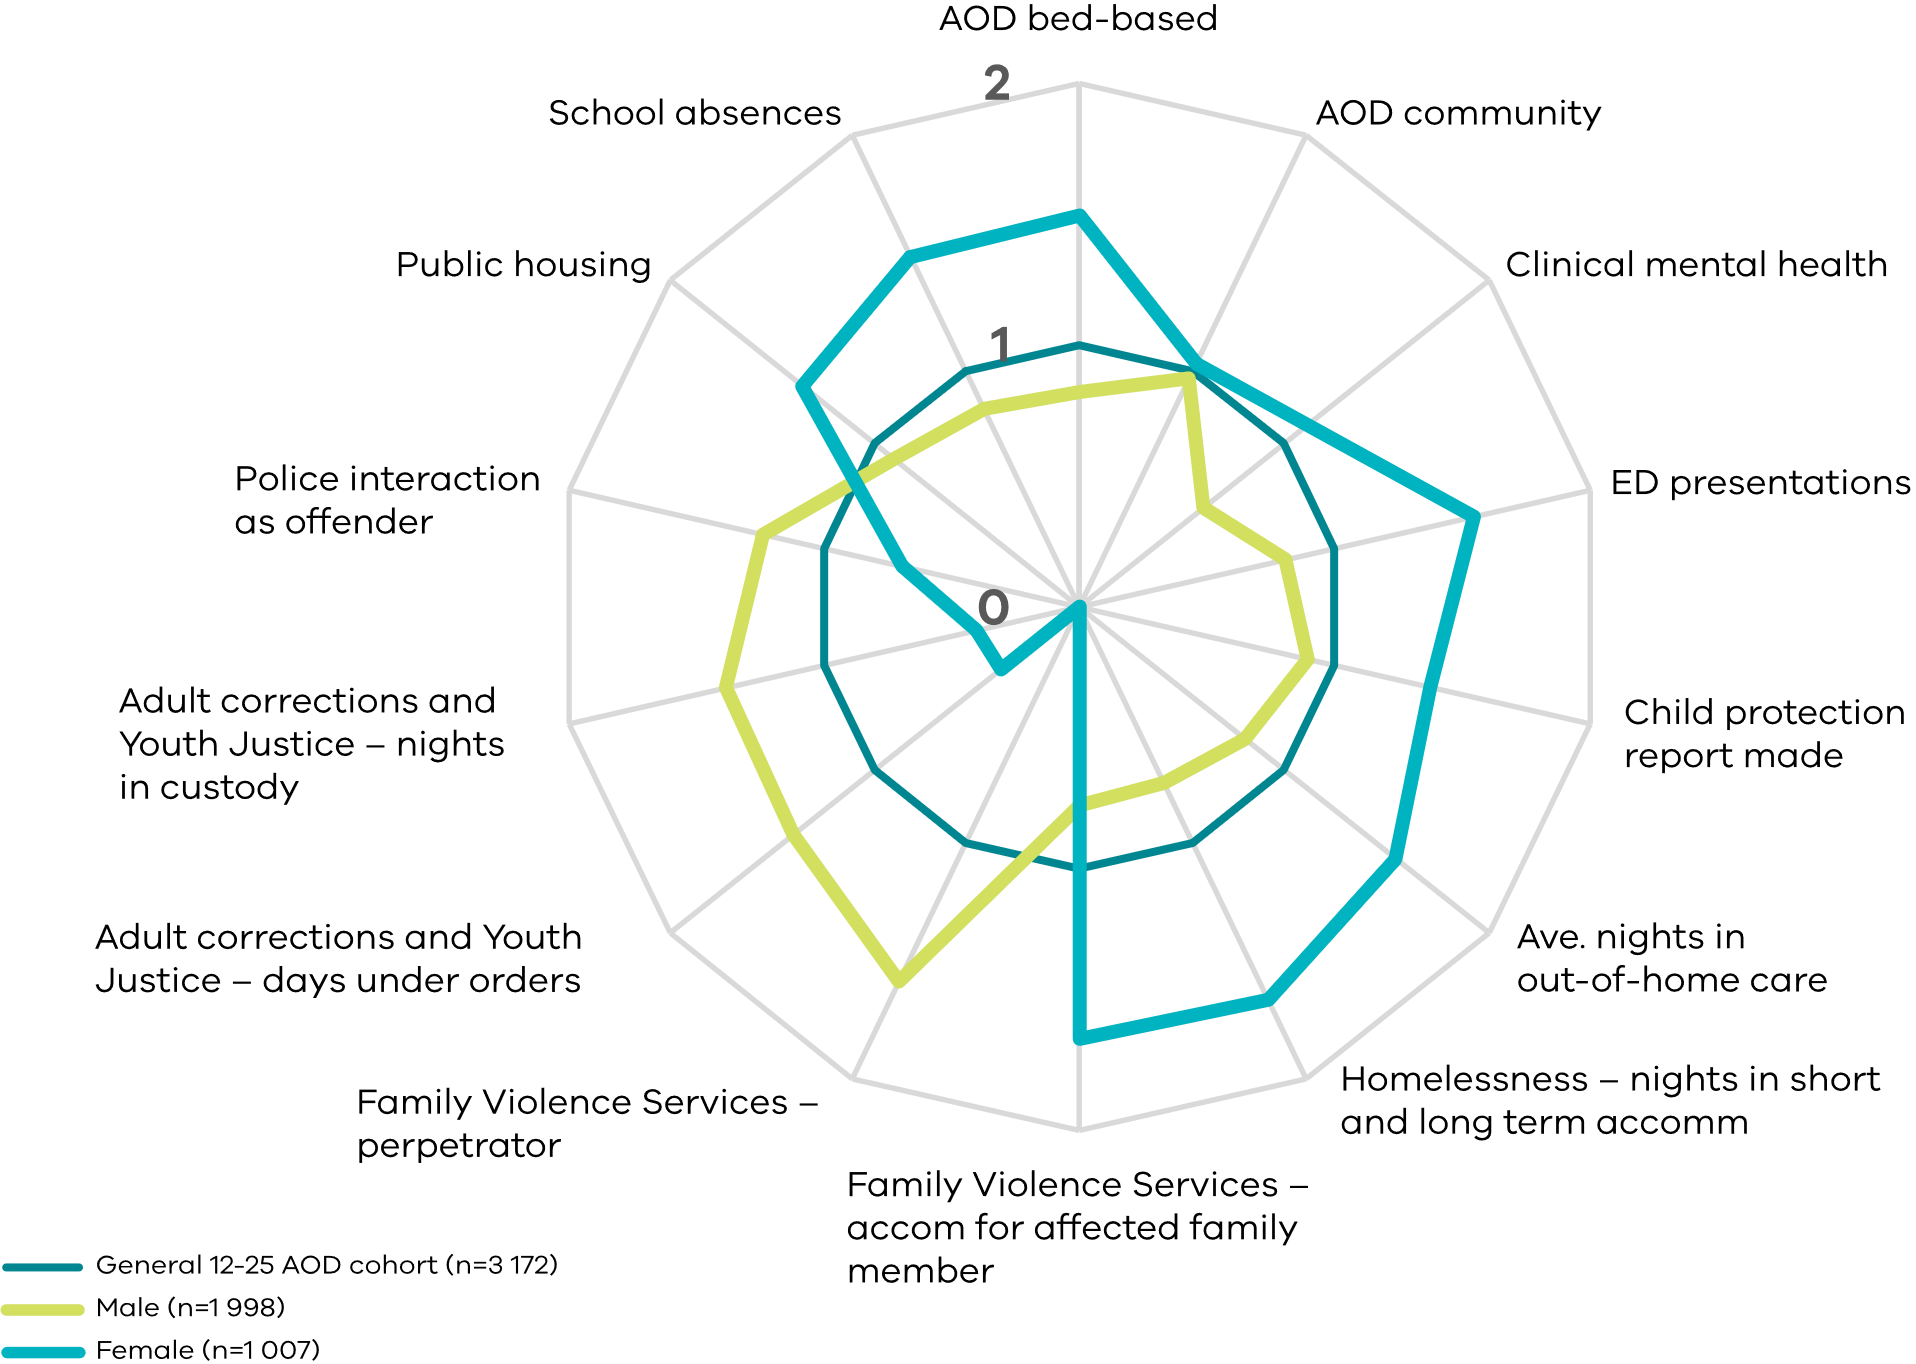 AOD bed-based
2
School absences
AOD community
Public housing
Clinical mental health
1
Police interaction
as offender
ED presentations
0
Adult corrections and
Youth Justice – nights
in custody
Child protection
report made
Adult corrections and Youth
Justice – days under orders
Ave. nights in
out-of-home care
Family Violence Services –
perpetrator
Homelessness – nights in short
and long term accomm
Family Violence Services –
accom for affected family
member
General 12-25 AOD cohort (n=3 172)
Male (n=1 998)
Female (n=1 007)